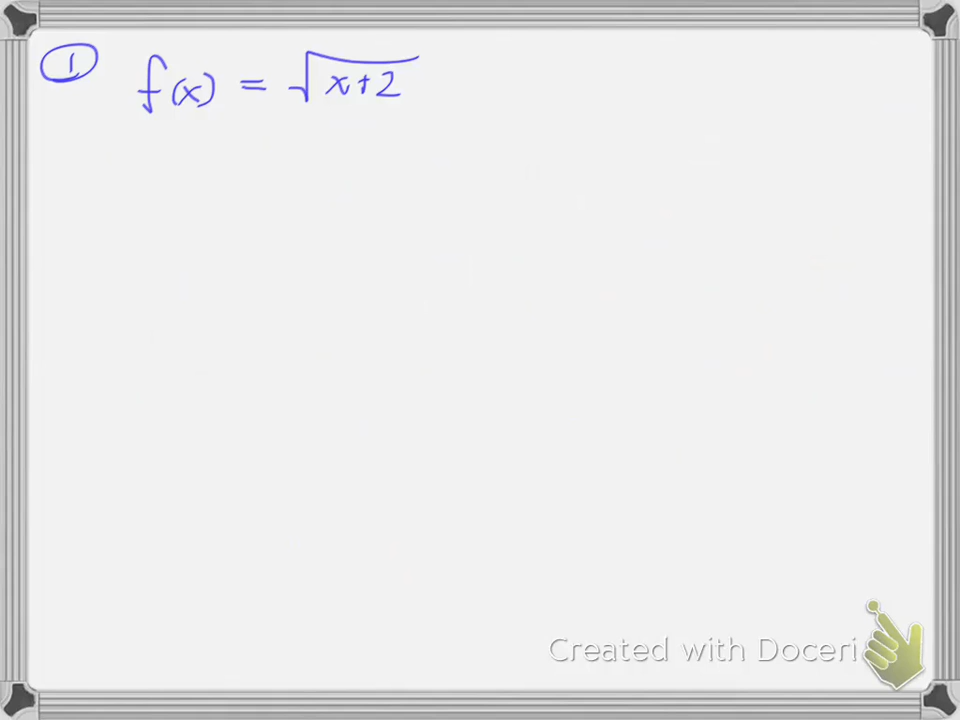 ① f(x) = √(x+2)
Created with Doceri